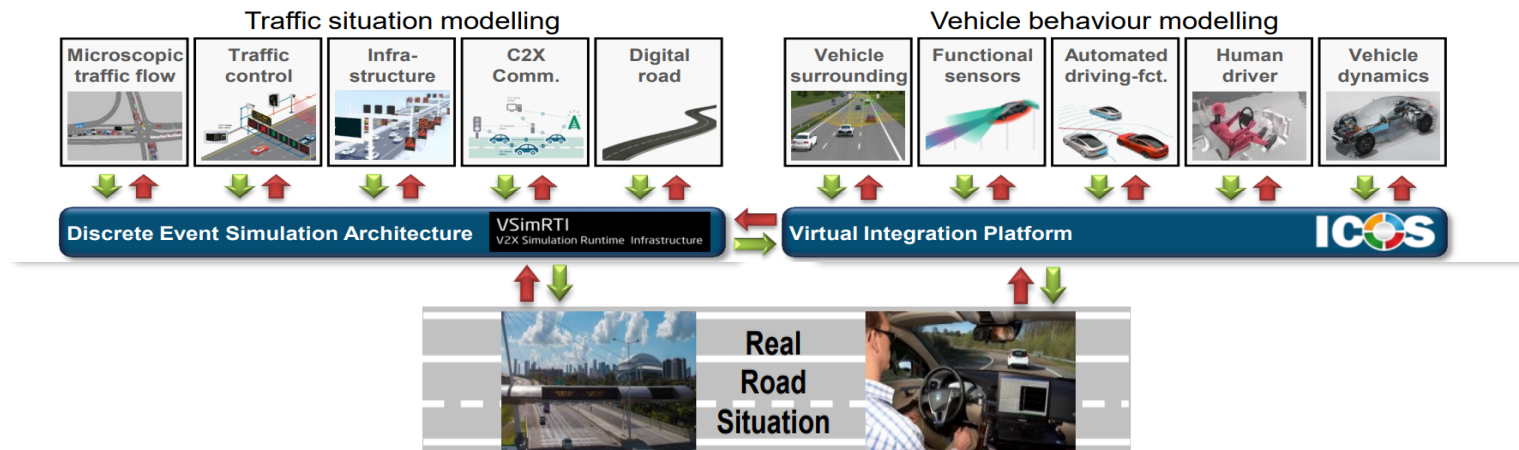 Traffic situation modelling
Vehicle behaviour modelling
Microscopic
traffic flow
Traffic
control
Infra-
structure
C2X
Comm.
Digital
road
Vehicle
surrounding
Functional
sensors
Automated
driving-fct.
Human
driver
Vehicle
dynamics
Discrete Event Simulation Architecture
VSimRTI
V2X Simulation Runtime Infrastructure
Virtual Integration Platform
ICOS
Real
Road
Situation